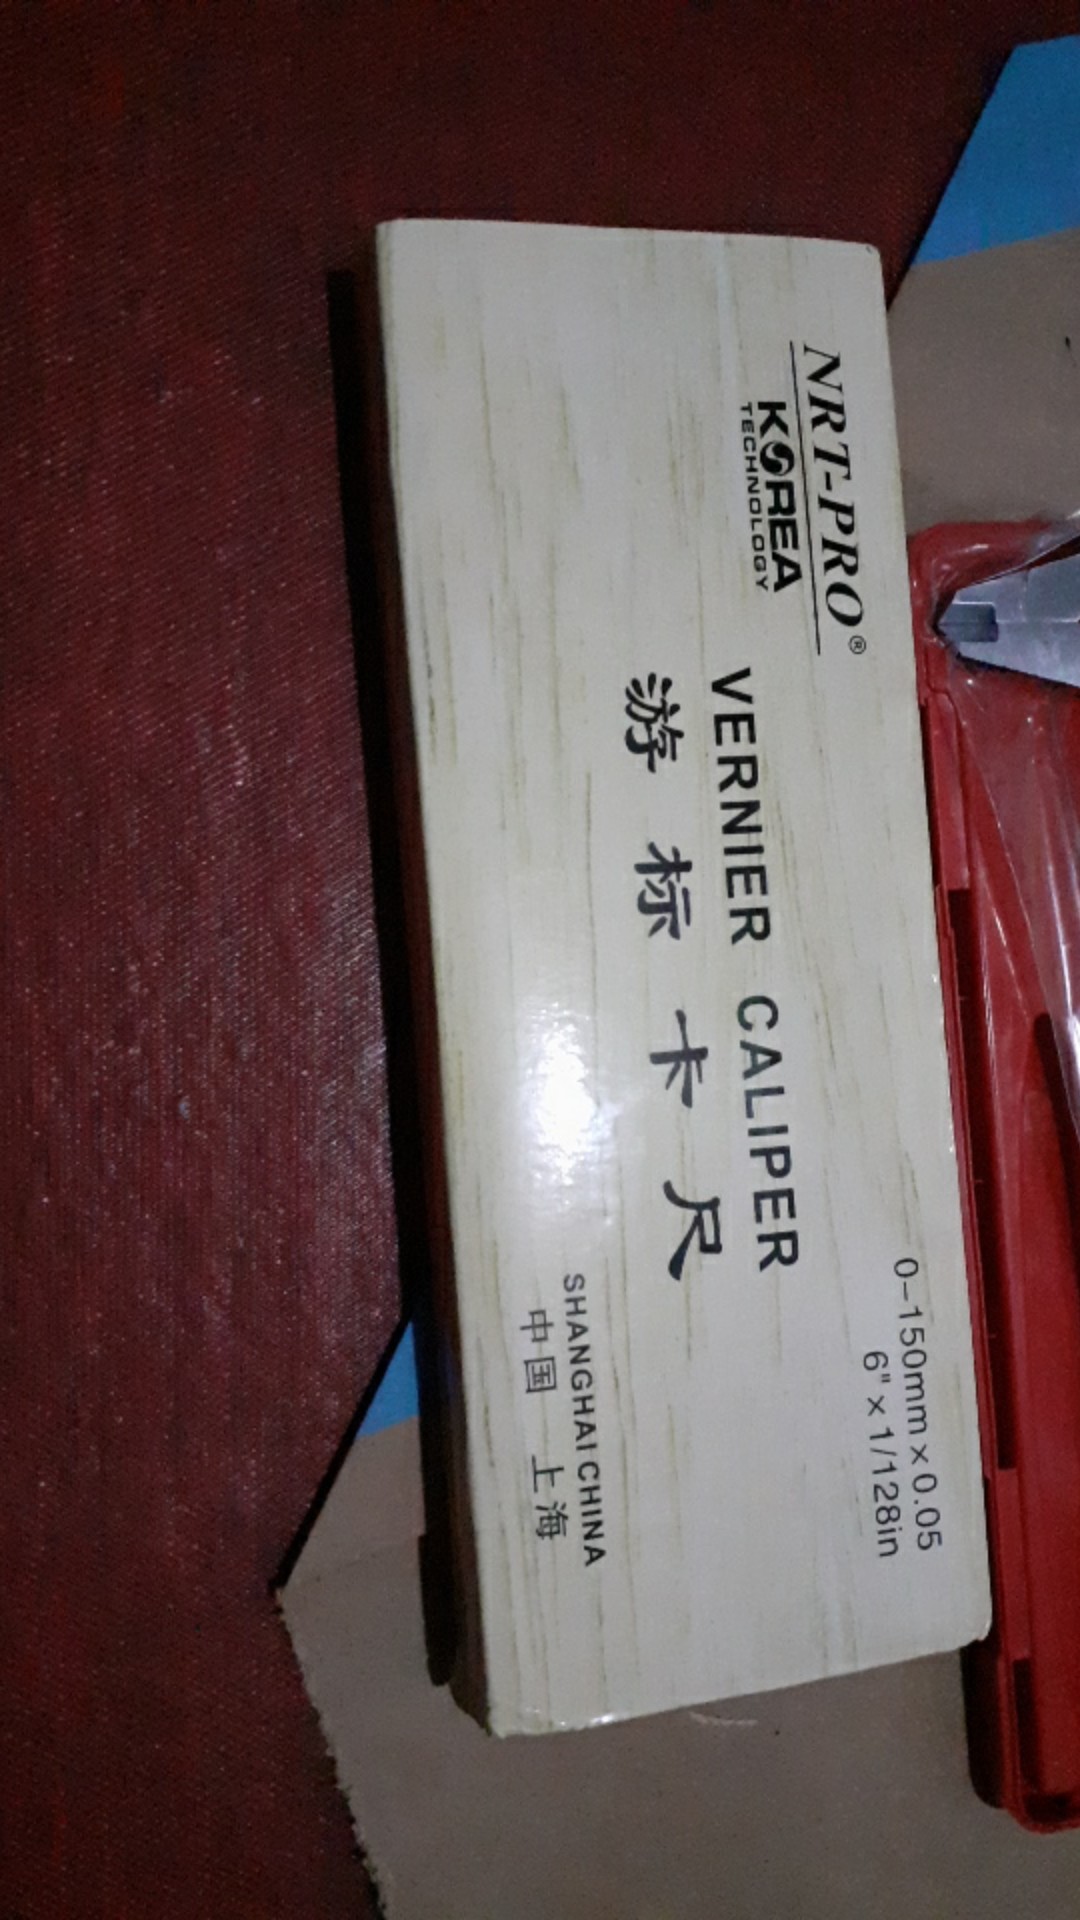 NRT-PRO®
KOREA
TECHNOLOGY
0-150mm×0.05
6"×1/128in
VERNIER CALIPER
游标卡尺
SHANGHAI CHINA
中国 上海